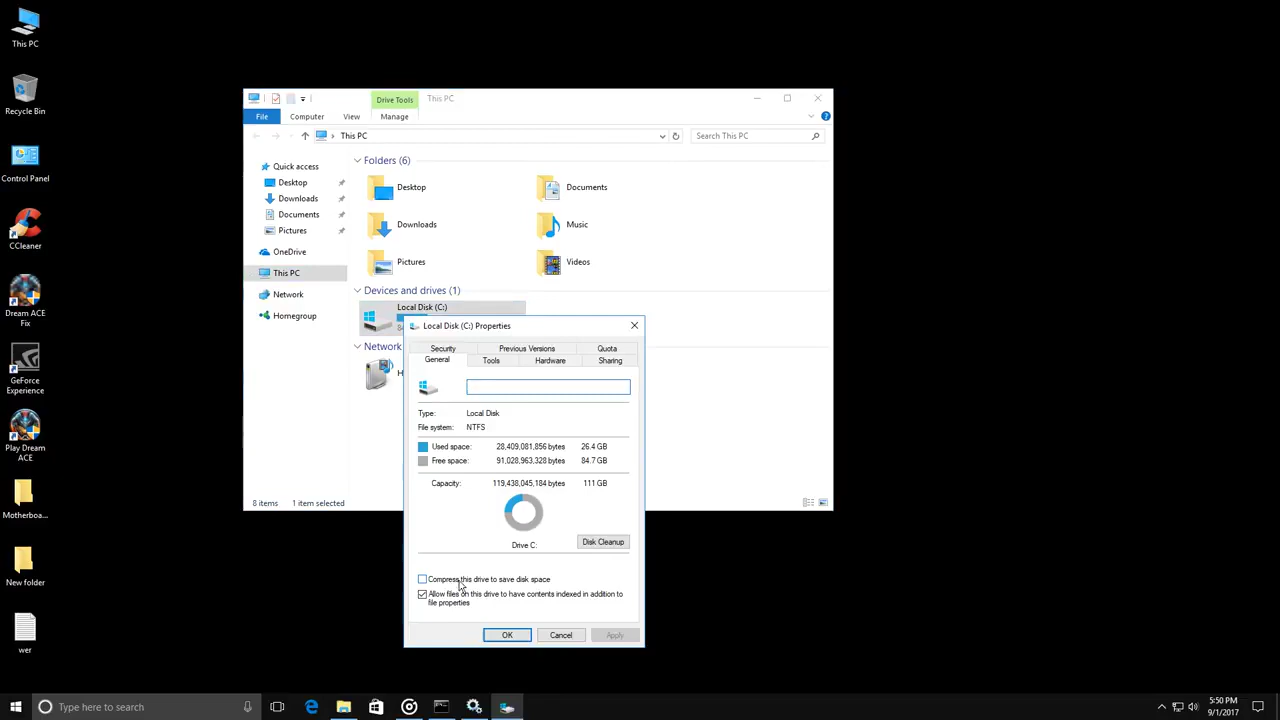 This PC
Recycle Bin
Control Panel
CCleaner
Dream ACE
Fix
GeForce
Experience
Play Dream
ACE
Motherboa...
New folder
wer
Drive Tools
This PC
File
Computer
View
Manage
This PC
Search This PC
Quick access
Desktop
Downloads
Documents
Pictures
OneDrive
This PC
Network
Homegroup
Folders (6)
Desktop
Documents
Downloads
Music
Pictures
Videos
Devices and drives (1)
Local Disk (C:)
Network
8 items
1 item selected
Local Disk (C:) Properties
Security
Previous Versions
Quota
General
Tools
Hardware
Sharing
Type:
Local Disk
File system:
NTFS
Used space:
28,409,081,856 bytes
26.4 GB
Free space:
91,028,963,328 bytes
84.7 GB
Capacity:
119,438,045,184 bytes
111 GB
Drive C:
Disk Cleanup
Compress this drive to save disk space
Allow files on this drive to have contents indexed in addition to
file properties
OK
Cancel
Apply
Type here to search
5:50 PM
9/1/2017